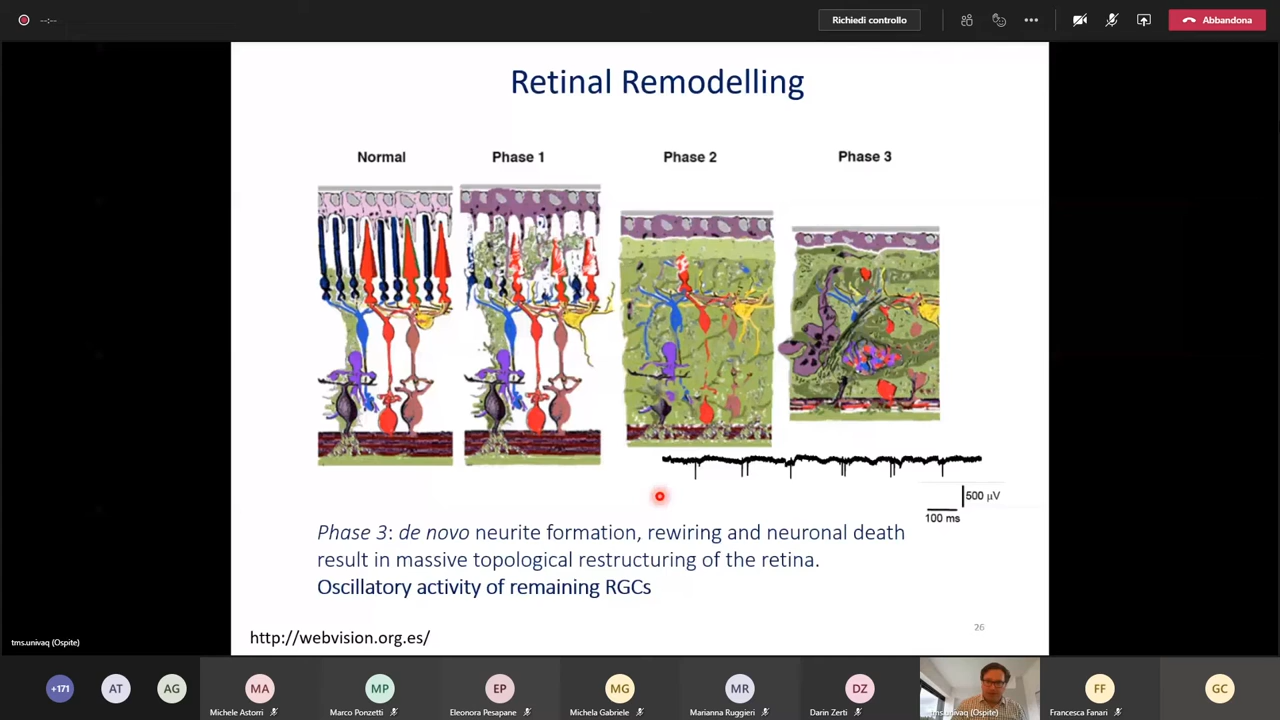 --:--
Richiedi controllo
Abbandona
Retinal Remodelling
Normal
Phase 1
Phase 2
Phase 3
500 µV
100 ms
Phase 3: de novo neurite formation, rewiring and neuronal death
result in massive topological restructuring of the retina.
Oscillatory activity of remaining RGCs
26
http://webvision.org.es/
tms.univaq (Ospite)
+171
AT
AG
MA
MP
EP
MG
MR
DZ
FF
GC
Michele Astorri
Marco Ponzetti
Eleonora Pesapane
Michela Gabriele
Marianna Ruggieri
Darin Zerti
tms.univaq (Ospite)
Francesca Fanari